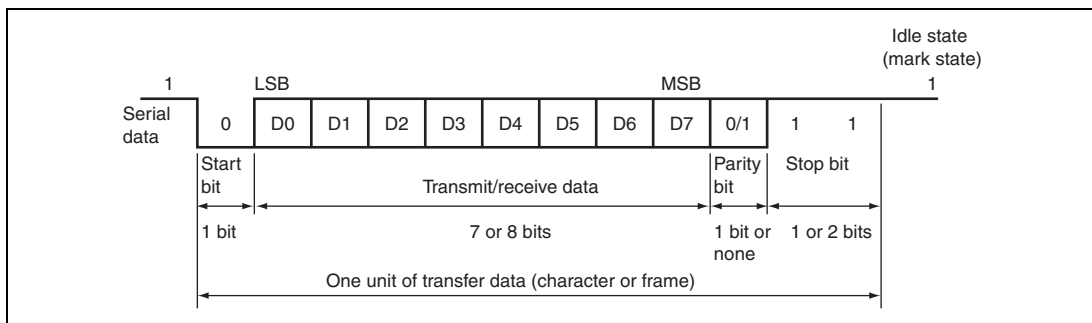 Idle state
(mark state)
1 LSB MSB 1
Serial
data
0 D0 D1 D2 D3 D4 D5 D6 D7 0/1 1 1
Start
bit
Transmit/receive data
Parity
bit
Stop bit
1 bit
7 or 8 bits
1 bit or
none
1 or 2 bits
One unit of transfer data (character or frame)